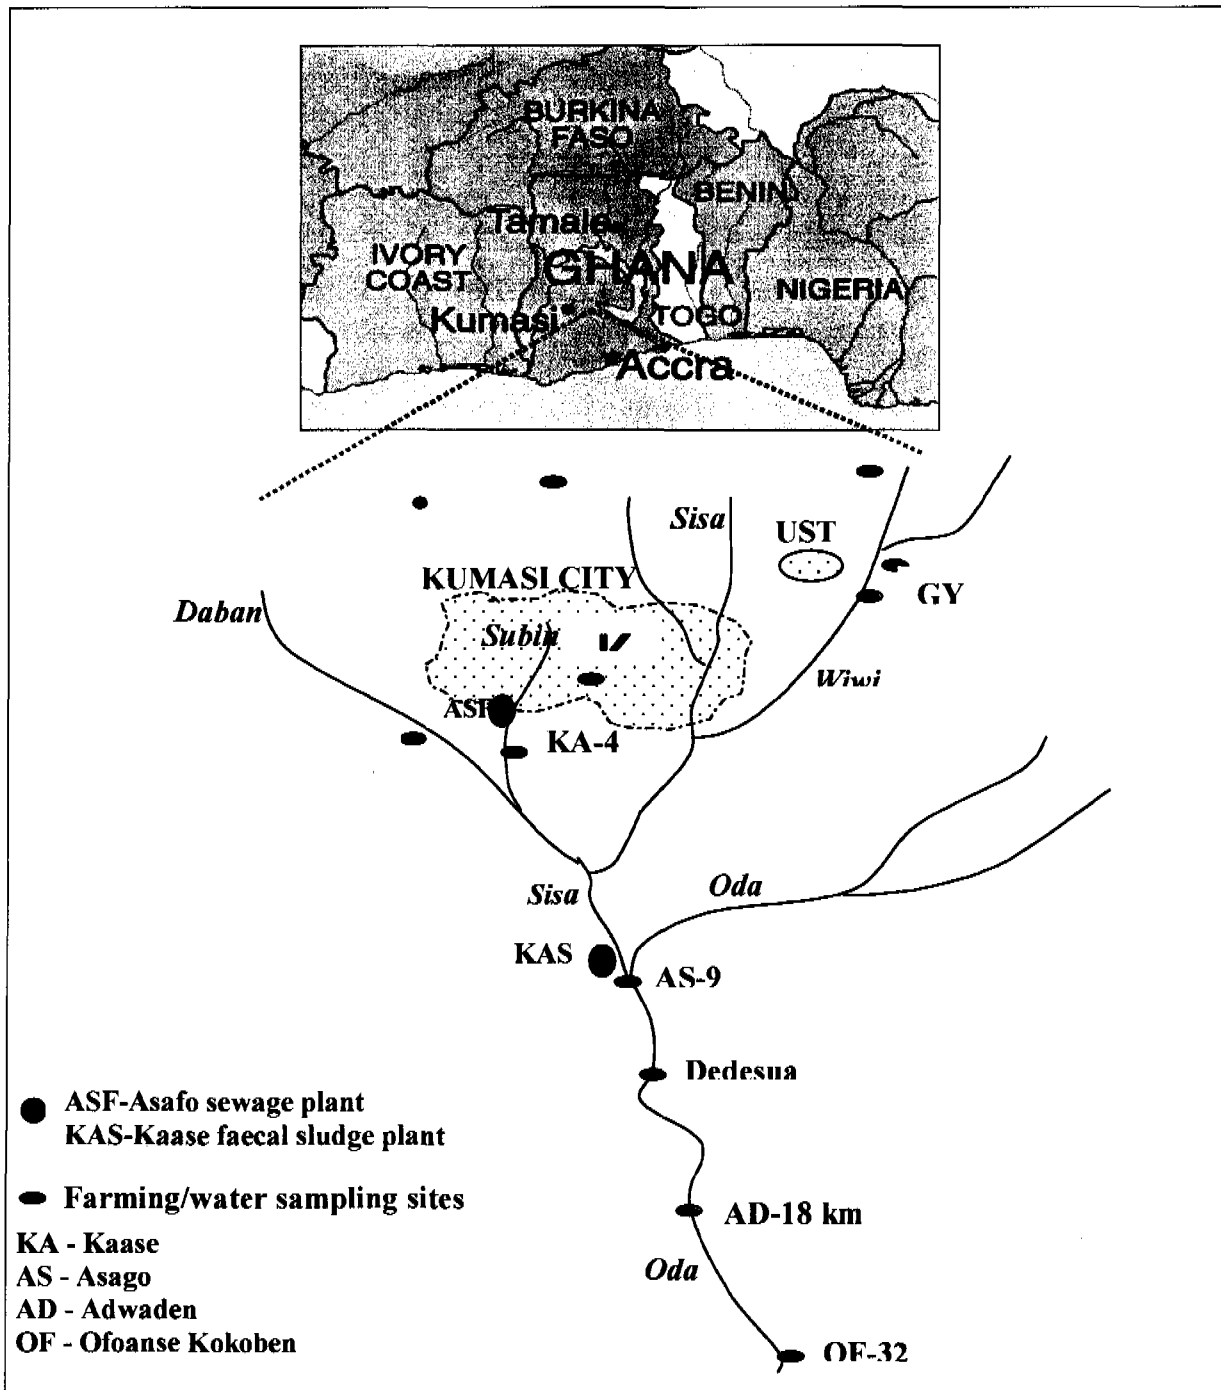 BURKINA
FASO
BENIN
Tamale
IVORY
COAST
GHANA
NIGERIA
Kumasi
TOGO
Accra
Sisa
UST
KUMASI CITY
GY
Daban
Subin
Wiwi
ASF
KA-4
Oda
Sisa
KAS
AS-9
Dedesua
ASF-Asafo sewage plant
KAS-Kaase faecal sludge plant
Farming/water sampling sites
AD-18 km
KA - Kaase
Oda
AS - Asago
AD - Adwaden
OF - Ofoanse Kokoben
OF-32